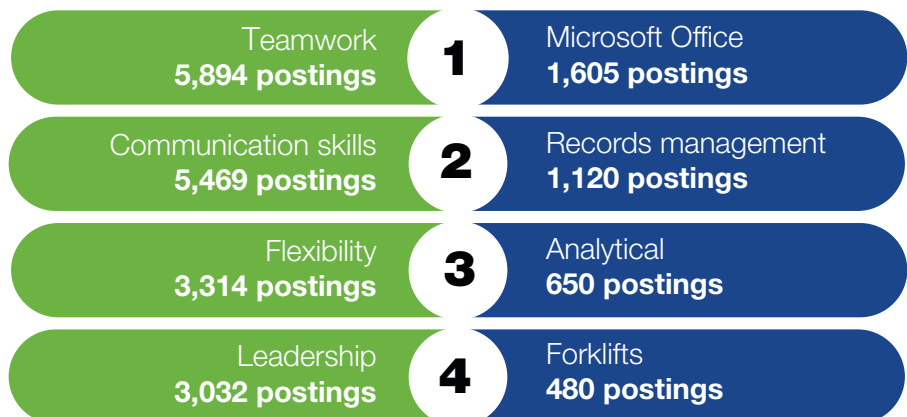 Teamwork
5,894 postings
1
Microsoft Office
1,605 postings
Communication skills
5,469 postings
2
Records management
1,120 postings
Flexibility
3,314 postings
3
Analytical
650 postings
Leadership
3,032 postings
4
Forklifts
480 postings